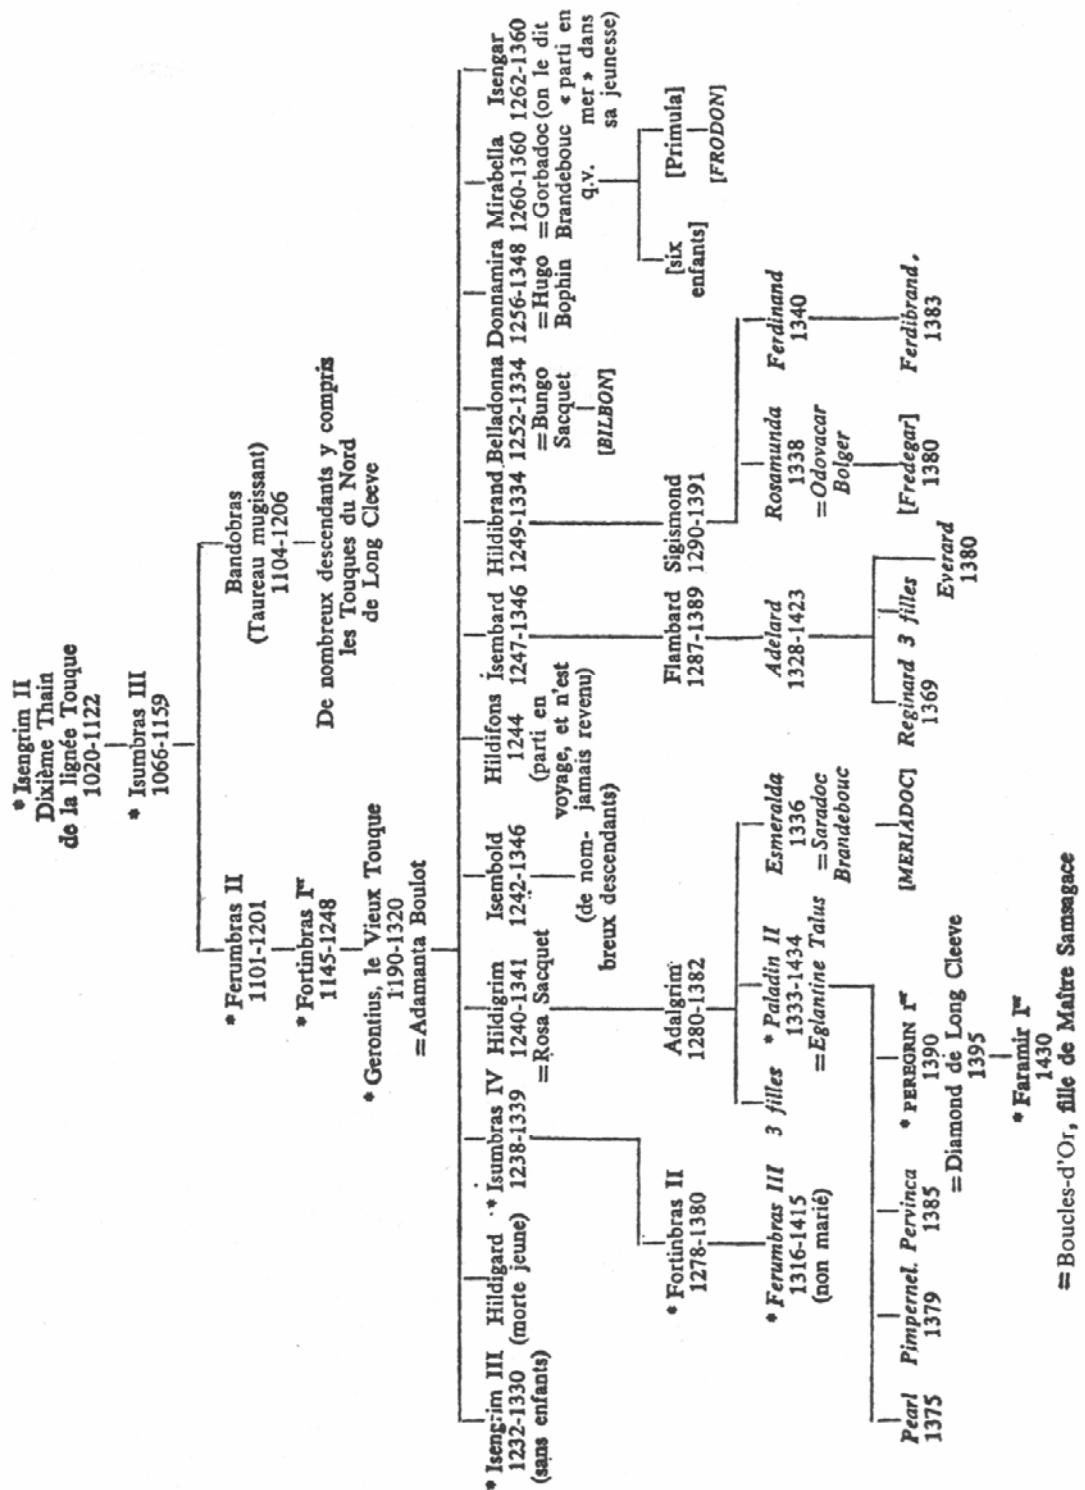 * Isengrim II
Dixième Thain
de la lignée Touque
1020-1122
* Isumbras III
1066-1159
* Ferumbras II
1101-1201
Bandobras
(Taureau mugissant)
1104-1206
* Fortinbras Ier
1145-1248
De nombreux descendants y compris
les Touques du Nord
de Long Cleeve
* Gerontius, le Vieux Touque
1190-1320
=Adamanta Boulot
* Isengrim III
1232-1330
(sans enfants)
Hildigard
(morte jeune)
* Isumbras IV
1238-1339
Hildigrim
1240-1341
=Rosa Sacquet
Isembold
1242-1346
(de nom-
breux descendants)
Hildifons
1244
(parti en
voyage, et n'est
jamais revenu)
Isembard
1247-1346
Hildibrand
1249-1334
Belladonna
1252-1334
=Bungo
Sacquet
[BILBON]
Donnamira
1256-1348
=Hugo
Bophin
Mirabella
1260-1360
=Gorbadoc
Brandebouc
q.v.
Isengar
1262-1360
(on le dit
« parti en
mer » dans
sa jeunesse)
[six
enfants]
[Primula]
[FRODON]
* Fortinbras II
1278-1380
Adalgrim
1280-1382
Flambard
1287-1389
Sigismond
1290-1391
* Ferumbras III
1316-1415
(non marié)
3 filles
* Paladin II
1333-1434
=Eglantine Talus
Esmeralda
1336
=Saradoc
Brandebouc
Adelard
1328-1423
Rosamunda
1338
=Odovacar
Bolger
Ferdinand
1340
[MERIADOC]
Reginard
1369
3 filles
Everard
1380
[Fredegar]
1380
Ferdibrand.
1383
Pearl
1375
Pimpernel.
1379
Pervinca
1385
* PEREGRIN Ier
1390
=Diamond de Long Cleeve
1395
* Faramir Ier
1430
=Boucles-d'Or, fille de Maître Samsagace